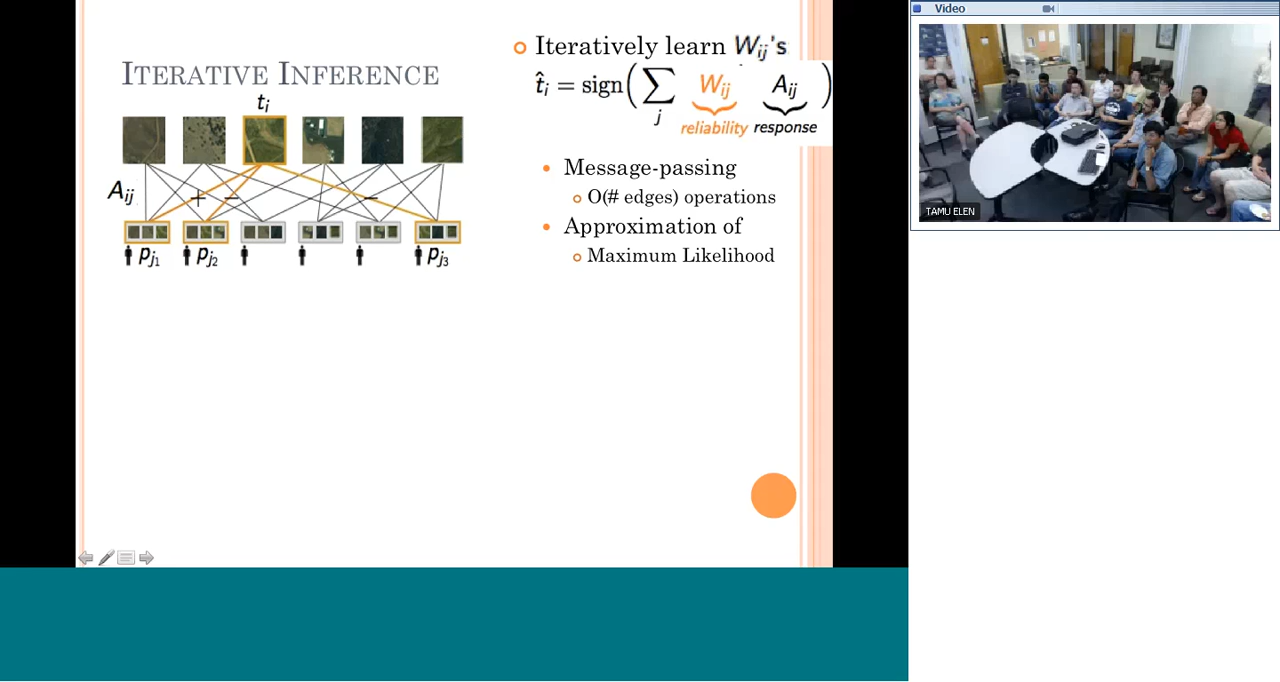 ITERATIVE INFERENCE
t_i
A_ij
+ − −
p_j1 p_j2 p_j3
Iteratively learn W_ij's
t̂_i = sign( ∑_j W_ij A_ij )
reliability response
Message-passing
O(# edges) operations
Approximation of
Maximum Likelihood
Video
TAMU ELEN